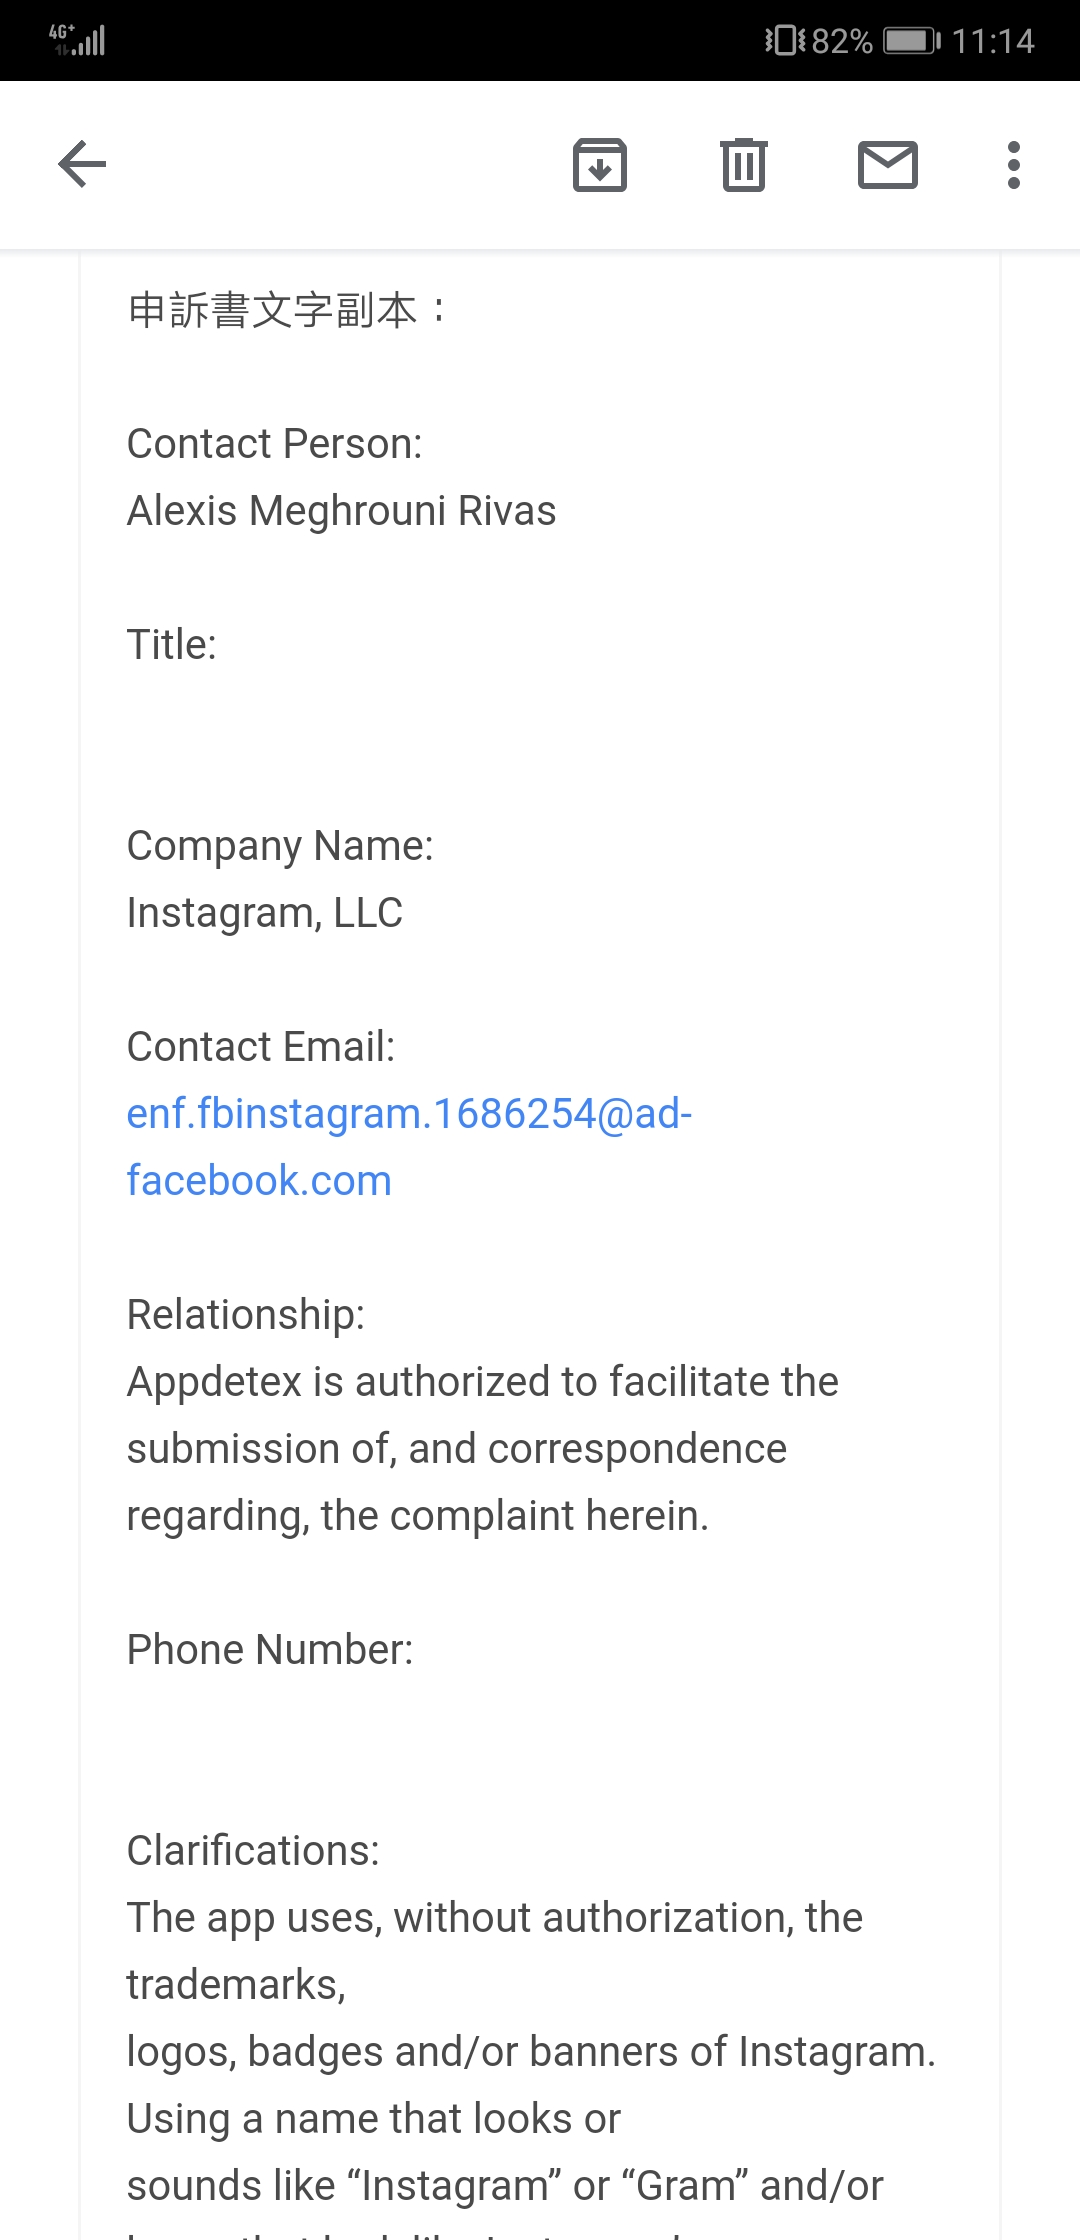 4G+
82% 11:14
申訴書文字副本：
Contact Person:
Alexis Meghrouni Rivas
Title:
Company Name:
Instagram, LLC
Contact Email:
enf.fbinstagram.1686254@ad-
facebook.com
Relationship:
Appdetex is authorized to facilitate the
submission of, and correspondence
regarding, the complaint herein.
Phone Number:
Clarifications:
The app uses, without authorization, the
trademarks,
logos, badges and/or banners of Instagram.
Using a name that looks or
sounds like “Instagram” or “Gram” and/or